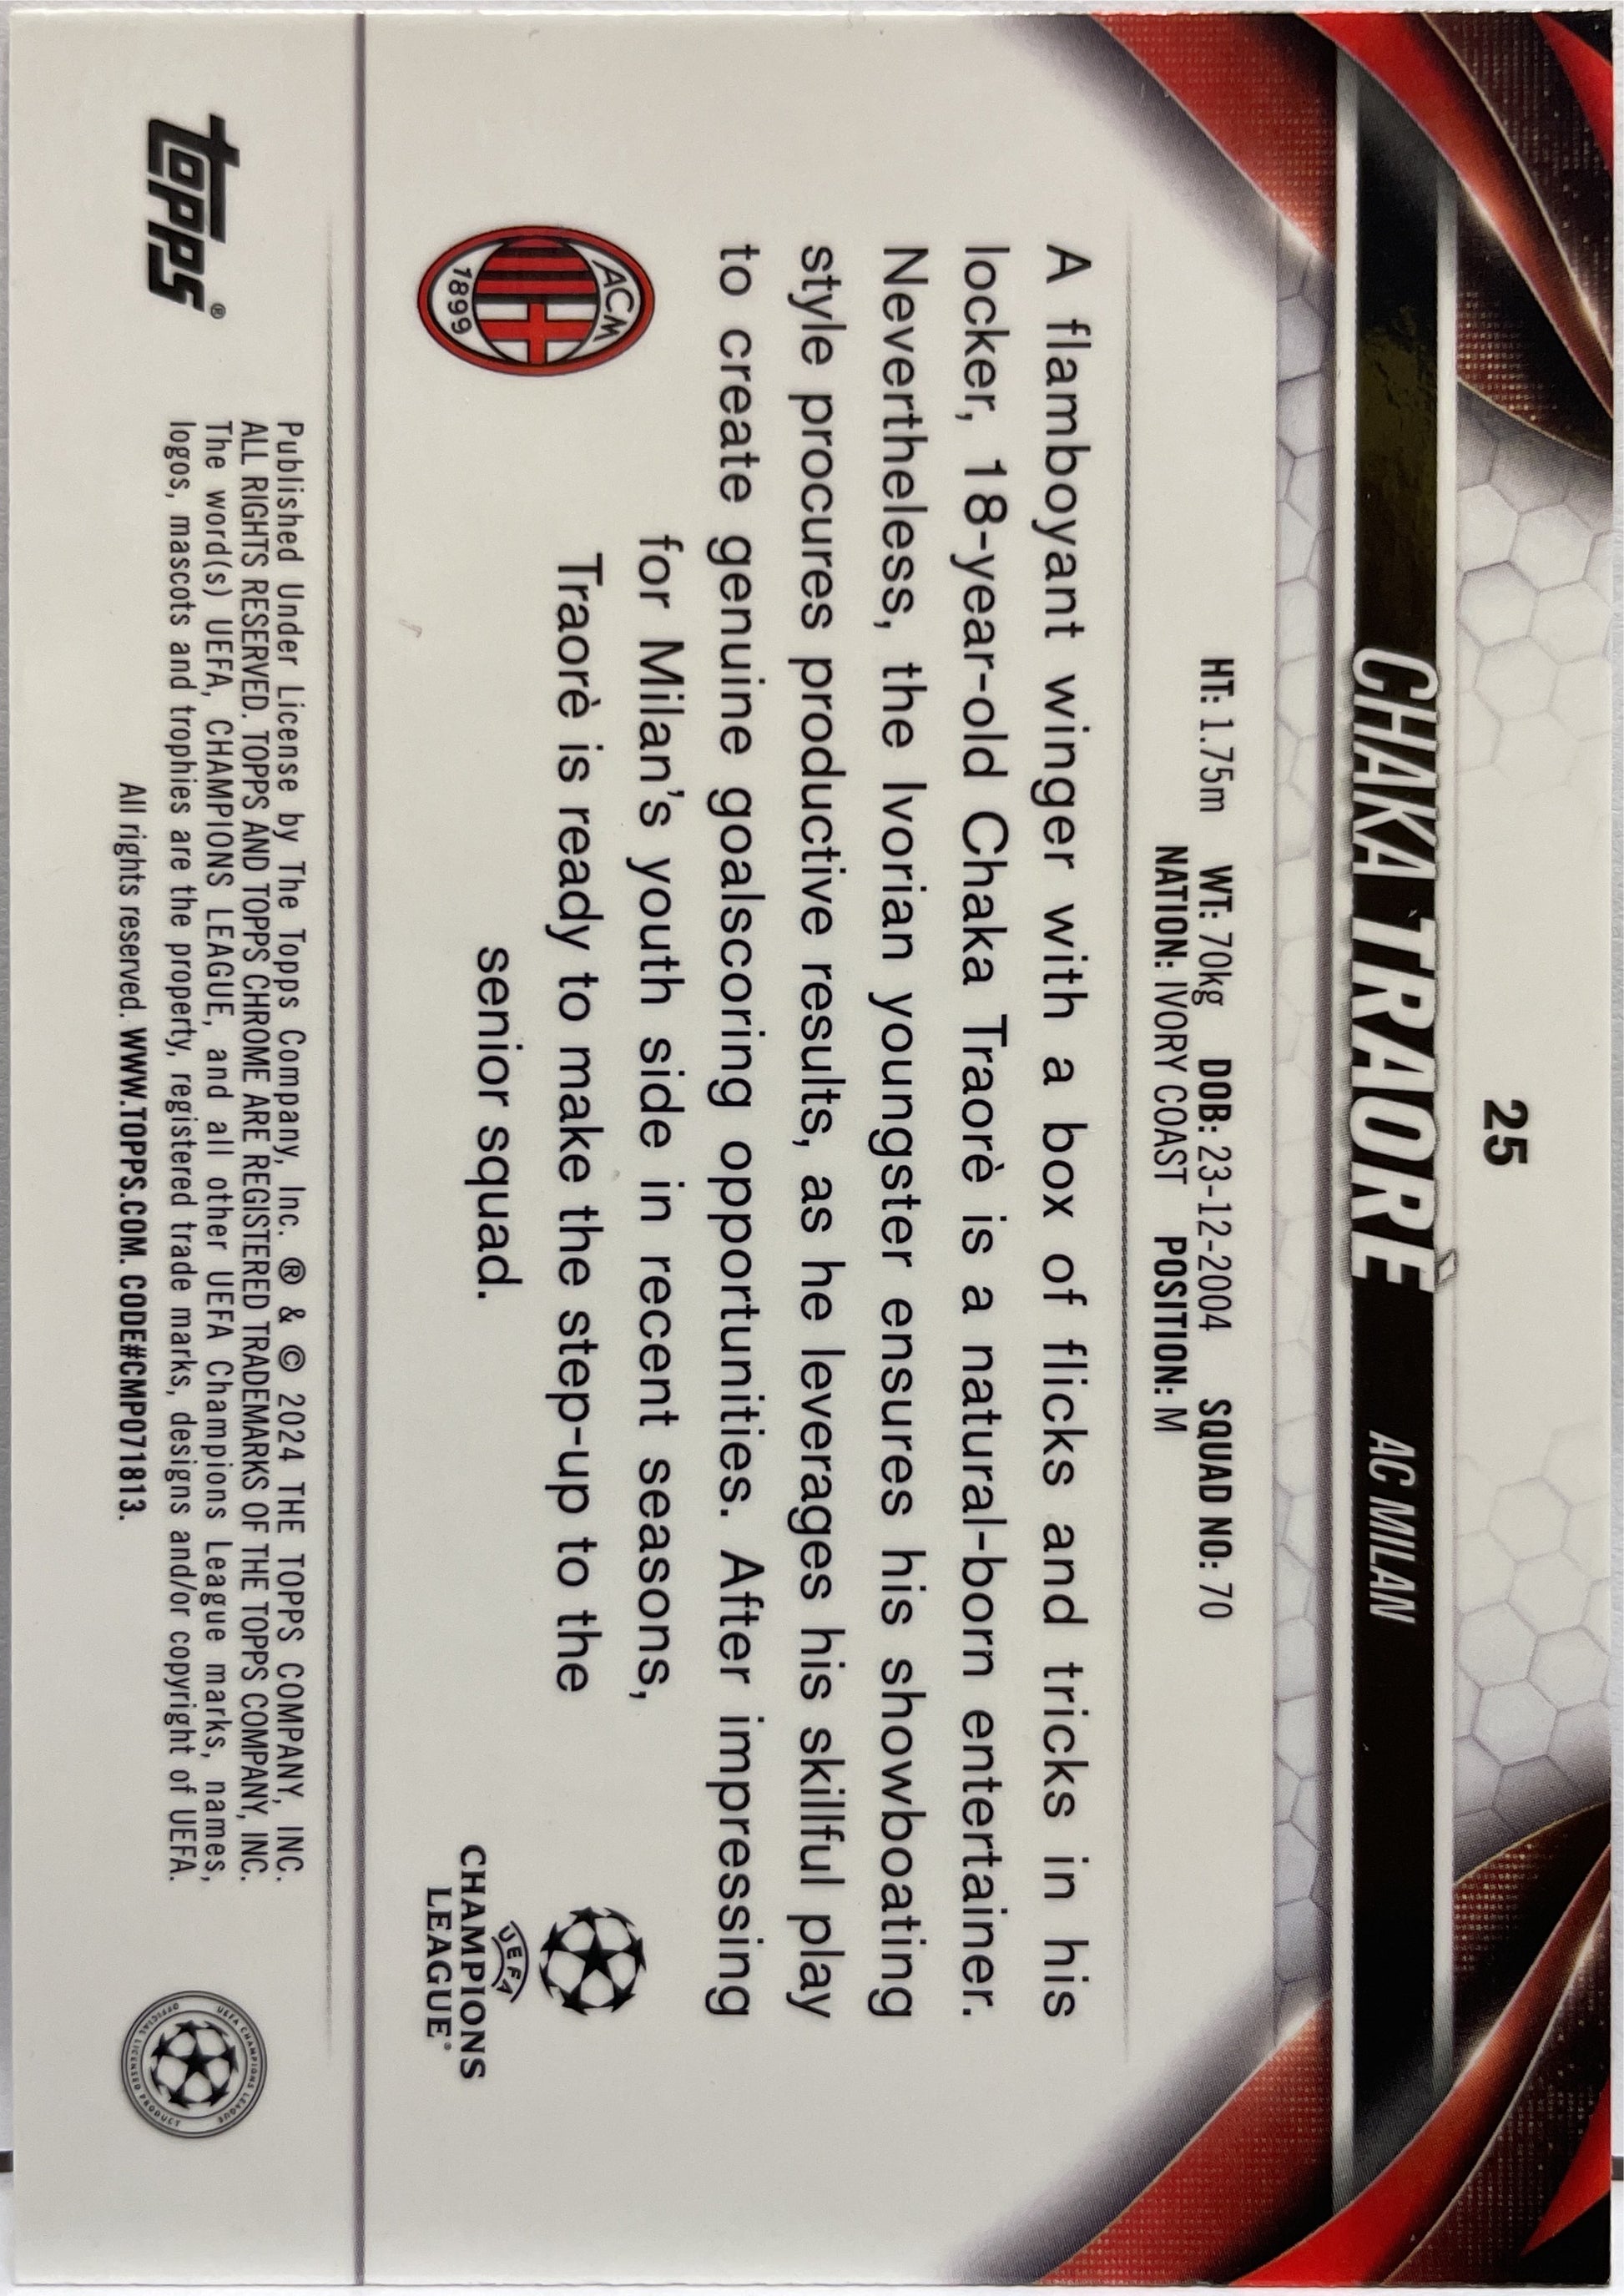 25
CHAKA TRAORÈ AC MILAN
HT: 1.75m WT: 70kg DOB: 23-12-2004 SQUAD NO: 70
NATION: IVORY COAST POSITION: M
A flamboyant winger with a box of flicks and tricks in his
locker, 18-year-old Chaka Traorè is a natural-born entertainer.
Nevertheless, the Ivorian youngster ensures his showboating
style procures productive results, as he leverages his skillful play
to create genuine goalscoring opportunities. After impressing
for Milan's youth side in recent seasons,
Traorè is ready to make the step-up to the
senior squad.
ACM
1899
UEFA
CHAMPIONS
LEAGUE®
topps®
Published Under License by The Topps Company, Inc. ® & © 2024 THE TOPPS COMPANY, INC.
ALL RIGHTS RESERVED. TOPPS AND TOPPS CHROME ARE REGISTERED TRADEMARKS OF THE TOPPS COMPANY, INC.
The word(s) UEFA, CHAMPIONS LEAGUE, and all other UEFA Champions League marks, names,
logos, mascots and trophies are the property, registered trade marks, designs and/or copyright of UEFA.
All rights reserved. WWW.TOPPS.COM. CODE#CMP071813.
UEFA CHAMPIONS LEAGUE
OFFICIAL LICENSED PRODUCT